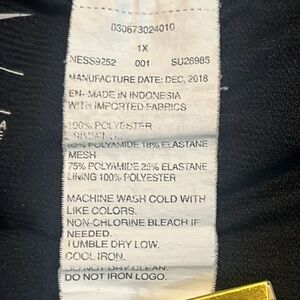 030673024010
1X
NESS9252 001 SU26985
MANUFACTURE DATE: DEC, 2018
EN- MADE IN INDONESIA
WITH IMPORTED FABRICS
100% POLYESTER
82% POLYAMIDE 18% ELASTANE
MESH
75% POLYAMIDE 25% ELASTANE
LINING 100% POLYESTER
MACHINE WASH COLD WITH
LIKE COLORS.
NON-CHLORINE BLEACH IF
NEEDED.
TUMBLE DRY LOW.
COOL IRON.
DO NOT DRY CLEAN.
DO NOT IRON LOGO.